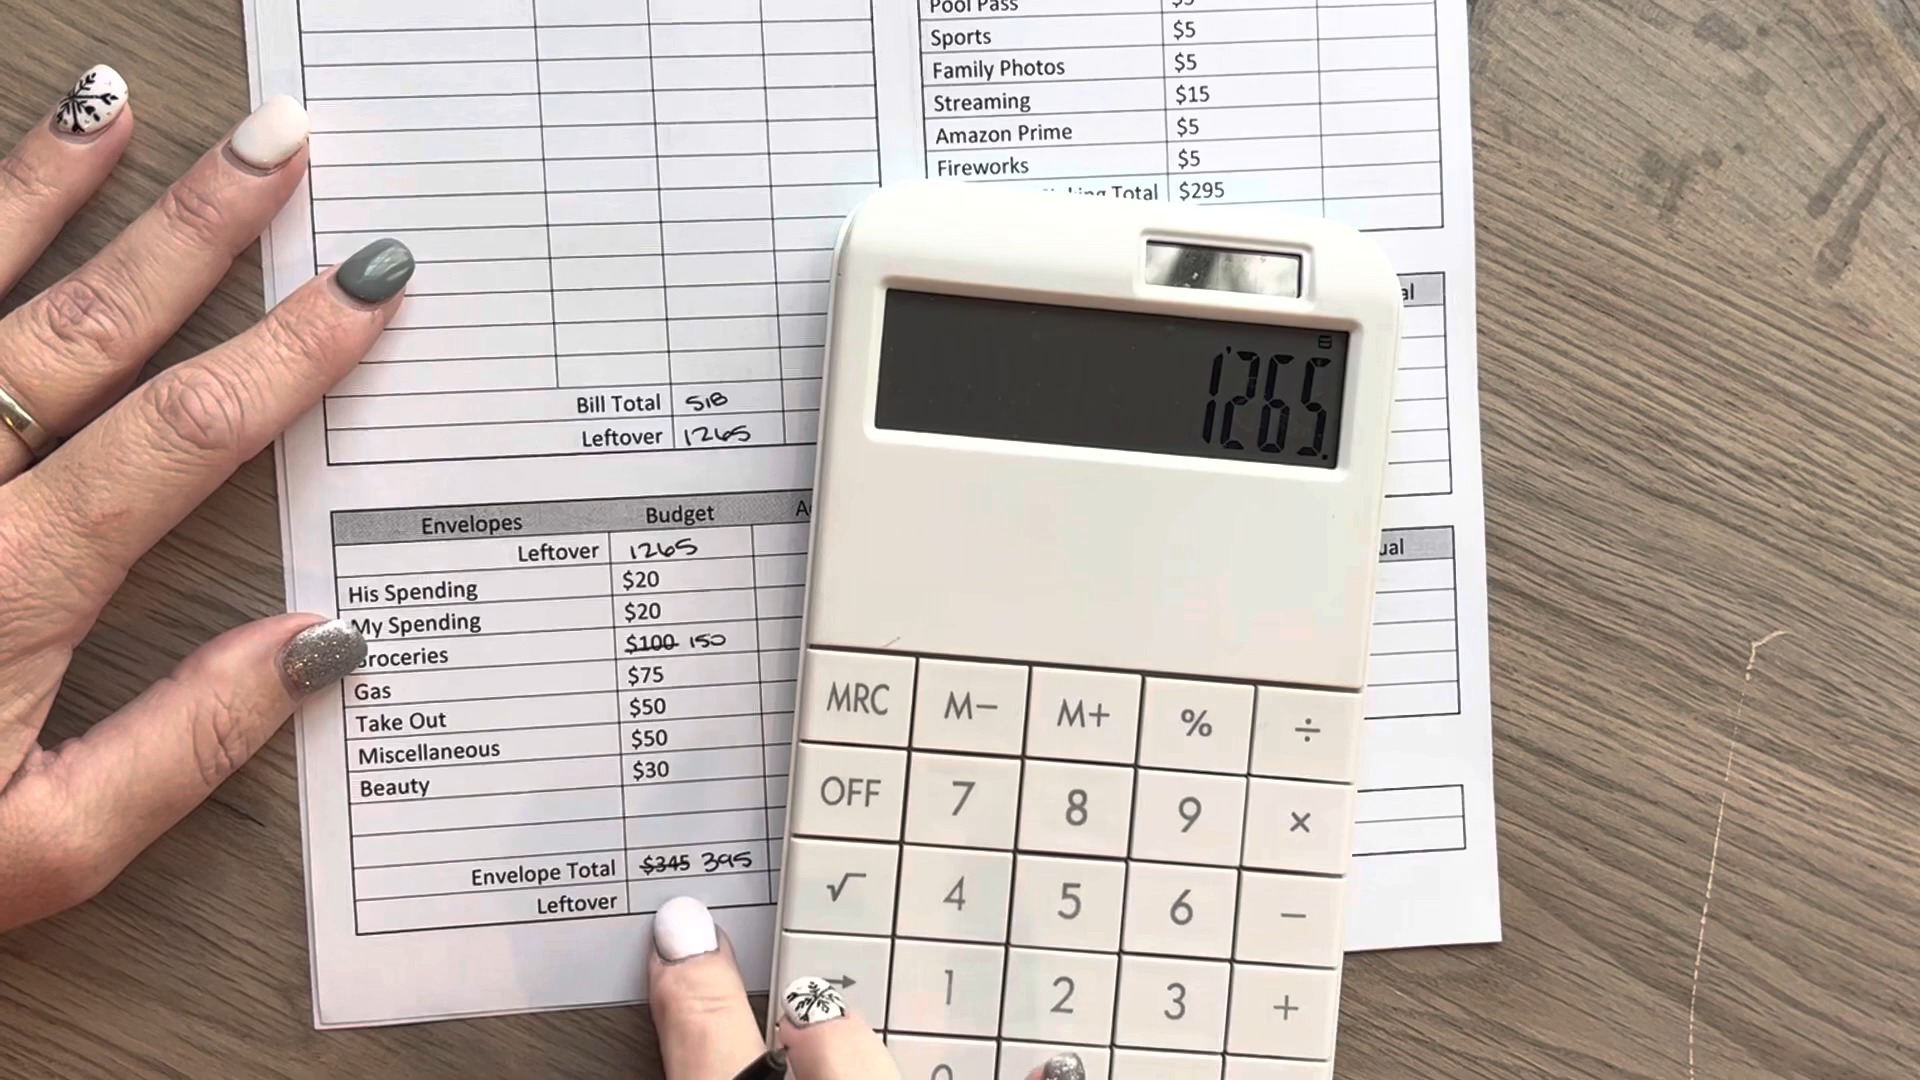 Pool Pass $5
Sports $5
Family Photos $5
Streaming $15
Amazon Prime $5
Fireworks $5
Total $295
Bill Total 518
Leftover 1265
Envelopes Budget
Leftover 1265
His Spending $20
My Spending $20
Groceries $100 150
Gas $75
Take Out $50
Miscellaneous $50
Beauty $30
Envelope Total $345 395
Leftover
1265.
MRC M− M+ % ÷
OFF 7 8 9 ×
√ 4 5 6 −
→ 1 2 3 +
0